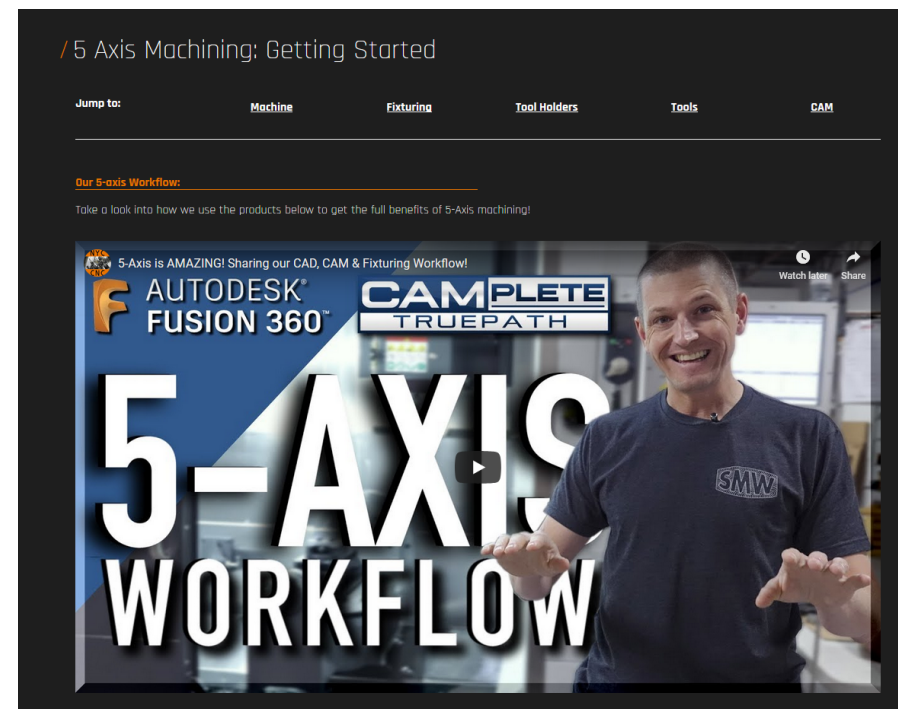 / 5 Axis Machining: Getting Started
Jump to: Machine Fixturing Tool Holders Tools CAM
Our 5-axis Workflow:
Take a look into how we use the products below to get the full benefits of 5-Axis machining!
NYC CNC
5-Axis is AMAZING! Sharing our CAD, CAM & Fixturing Workflow!
Watch later Share
AUTODESK®
FUSION 360™
CAMPLETE
TRUEPATH
5-AXIS
WORKFLOW
SMW